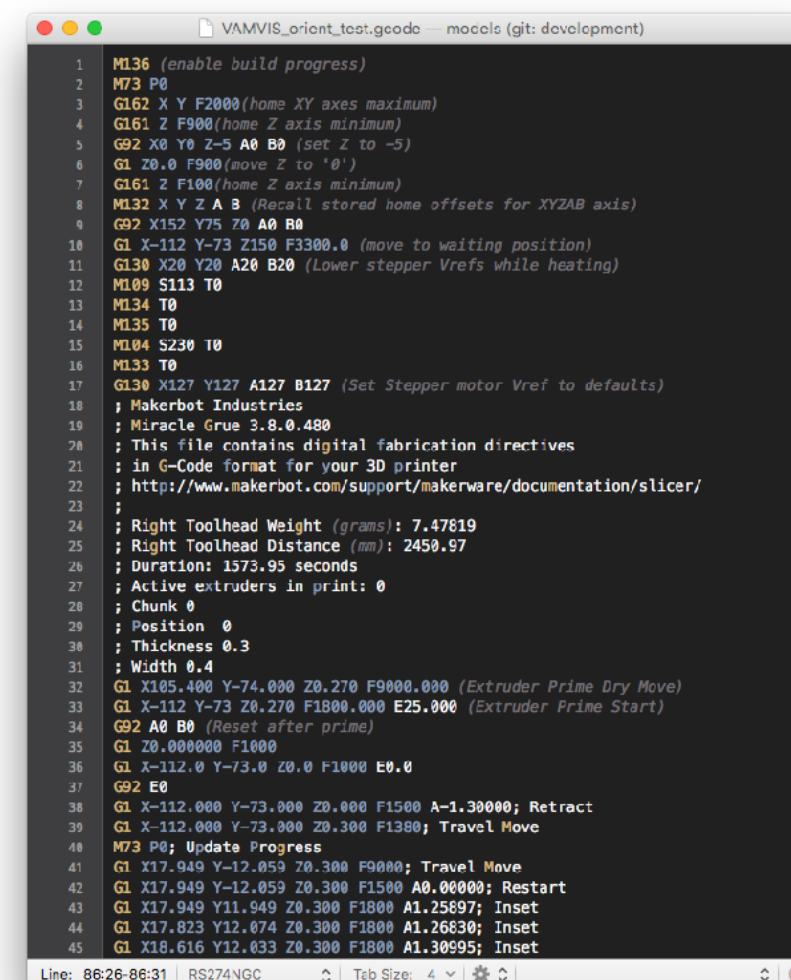 VAMVIS_orient_test.gcode — models (git: development)
1 M136 (enable build progress)
2 M73 P0
3 G162 X Y F2000(home XY axes maximum)
4 G161 Z F900(home Z axis minimum)
5 G92 X0 Y0 Z-5 A0 B0 (set Z to -5)
6 G1 Z0.0 F900(move Z to '0')
7 G161 Z F100(home Z axis minimum)
8 M132 X Y Z A B (Recall stored home offsets for XYZAB axis)
9 G92 X152 Y75 Z0 A0 B0
10 G1 X-112 Y-73 Z150 F3300.0 (move to waiting position)
11 G130 X20 Y20 A20 B20 (Lower stepper Vrefs while heating)
12 M109 S113 T0
13 M134 T0
14 M135 T0
15 M104 S230 T0
16 M133 T0
17 G130 X127 Y127 A127 B127 (Set Stepper motor Vref to defaults)
18 ; Makerbot Industries
19 ; Miracle Grue 3.8.0.480
20 ; This file contains digital fabrication directives
21 ; in G-Code format for your 3D printer
22 ; http://www.makerbot.com/support/makerware/documentation/slicer/
23 ;
24 ; Right Toolhead Weight (grams): 7.47819
25 ; Right Toolhead Distance (mm): 2450.97
26 ; Duration: 1573.95 seconds
27 ; Active extruders in print: 0
28 ; Chunk 0
29 ; Position  0
30 ; Thickness 0.3
31 ; Width 0.4
32 G1 X105.400 Y-74.000 Z0.270 F9000.000 (Extruder Prime Dry Move)
33 G1 X-112 Y-73 Z0.270 F1800.000 E25.000 (Extruder Prime Start)
34 G92 A0 B0 (Reset after prime)
35 G1 Z0.000000 F1000
36 G1 X-112.0 Y-73.0 Z0.0 F1000 E0.0
37 G92 E0
38 G1 X-112.000 Y-73.000 Z0.000 F1500 A-1.30000; Retract
39 G1 X-112.000 Y-73.000 Z0.300 F1380; Travel Move
40 M73 P0; Update Progress
41 G1 X17.949 Y-12.059 Z0.300 F9000; Travel Move
42 G1 X17.949 Y-12.059 Z0.300 F1500 A0.00000; Restart
43 G1 X17.949 Y11.949 Z0.300 F1800 A1.25897; Inset
44 G1 X17.823 Y12.074 Z0.300 F1800 A1.26830; Inset
45 G1 X18.616 Y12.033 Z0.300 F1800 A1.30995; Inset
Line: 86:26-86:31 RS274NGC Tab Size: 4